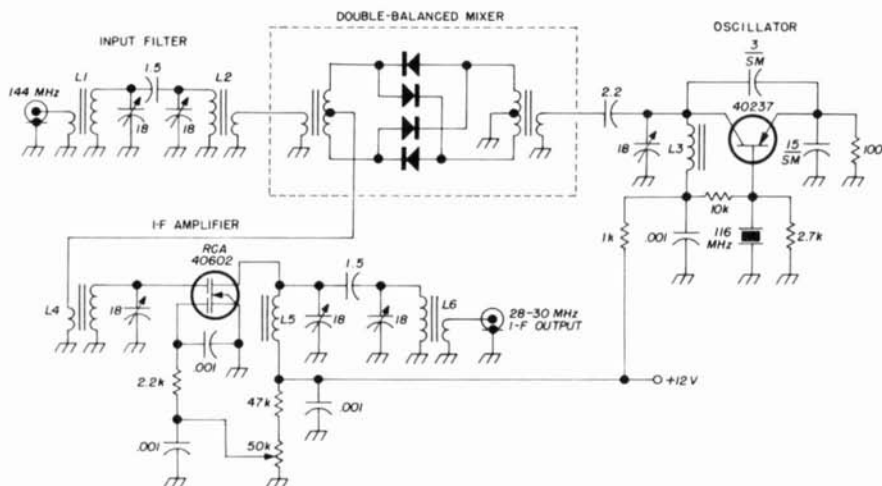 DOUBLE-BALANCED MIXER
OSCILLATOR
INPUT FILTER
3
SM
1.5
L1
L2
144 MHz
18
18
2.2
40237
18
L3
15
SM
100
10k
I-F AMPLIFIER
RCA
40602
1k
.001
116
MHz
2.7k
1.5
L4
18
L5
18
18
L6
28-30 MHz
I-F OUTPUT
.001
2.2k
47k
.001
+12V
.001
50k